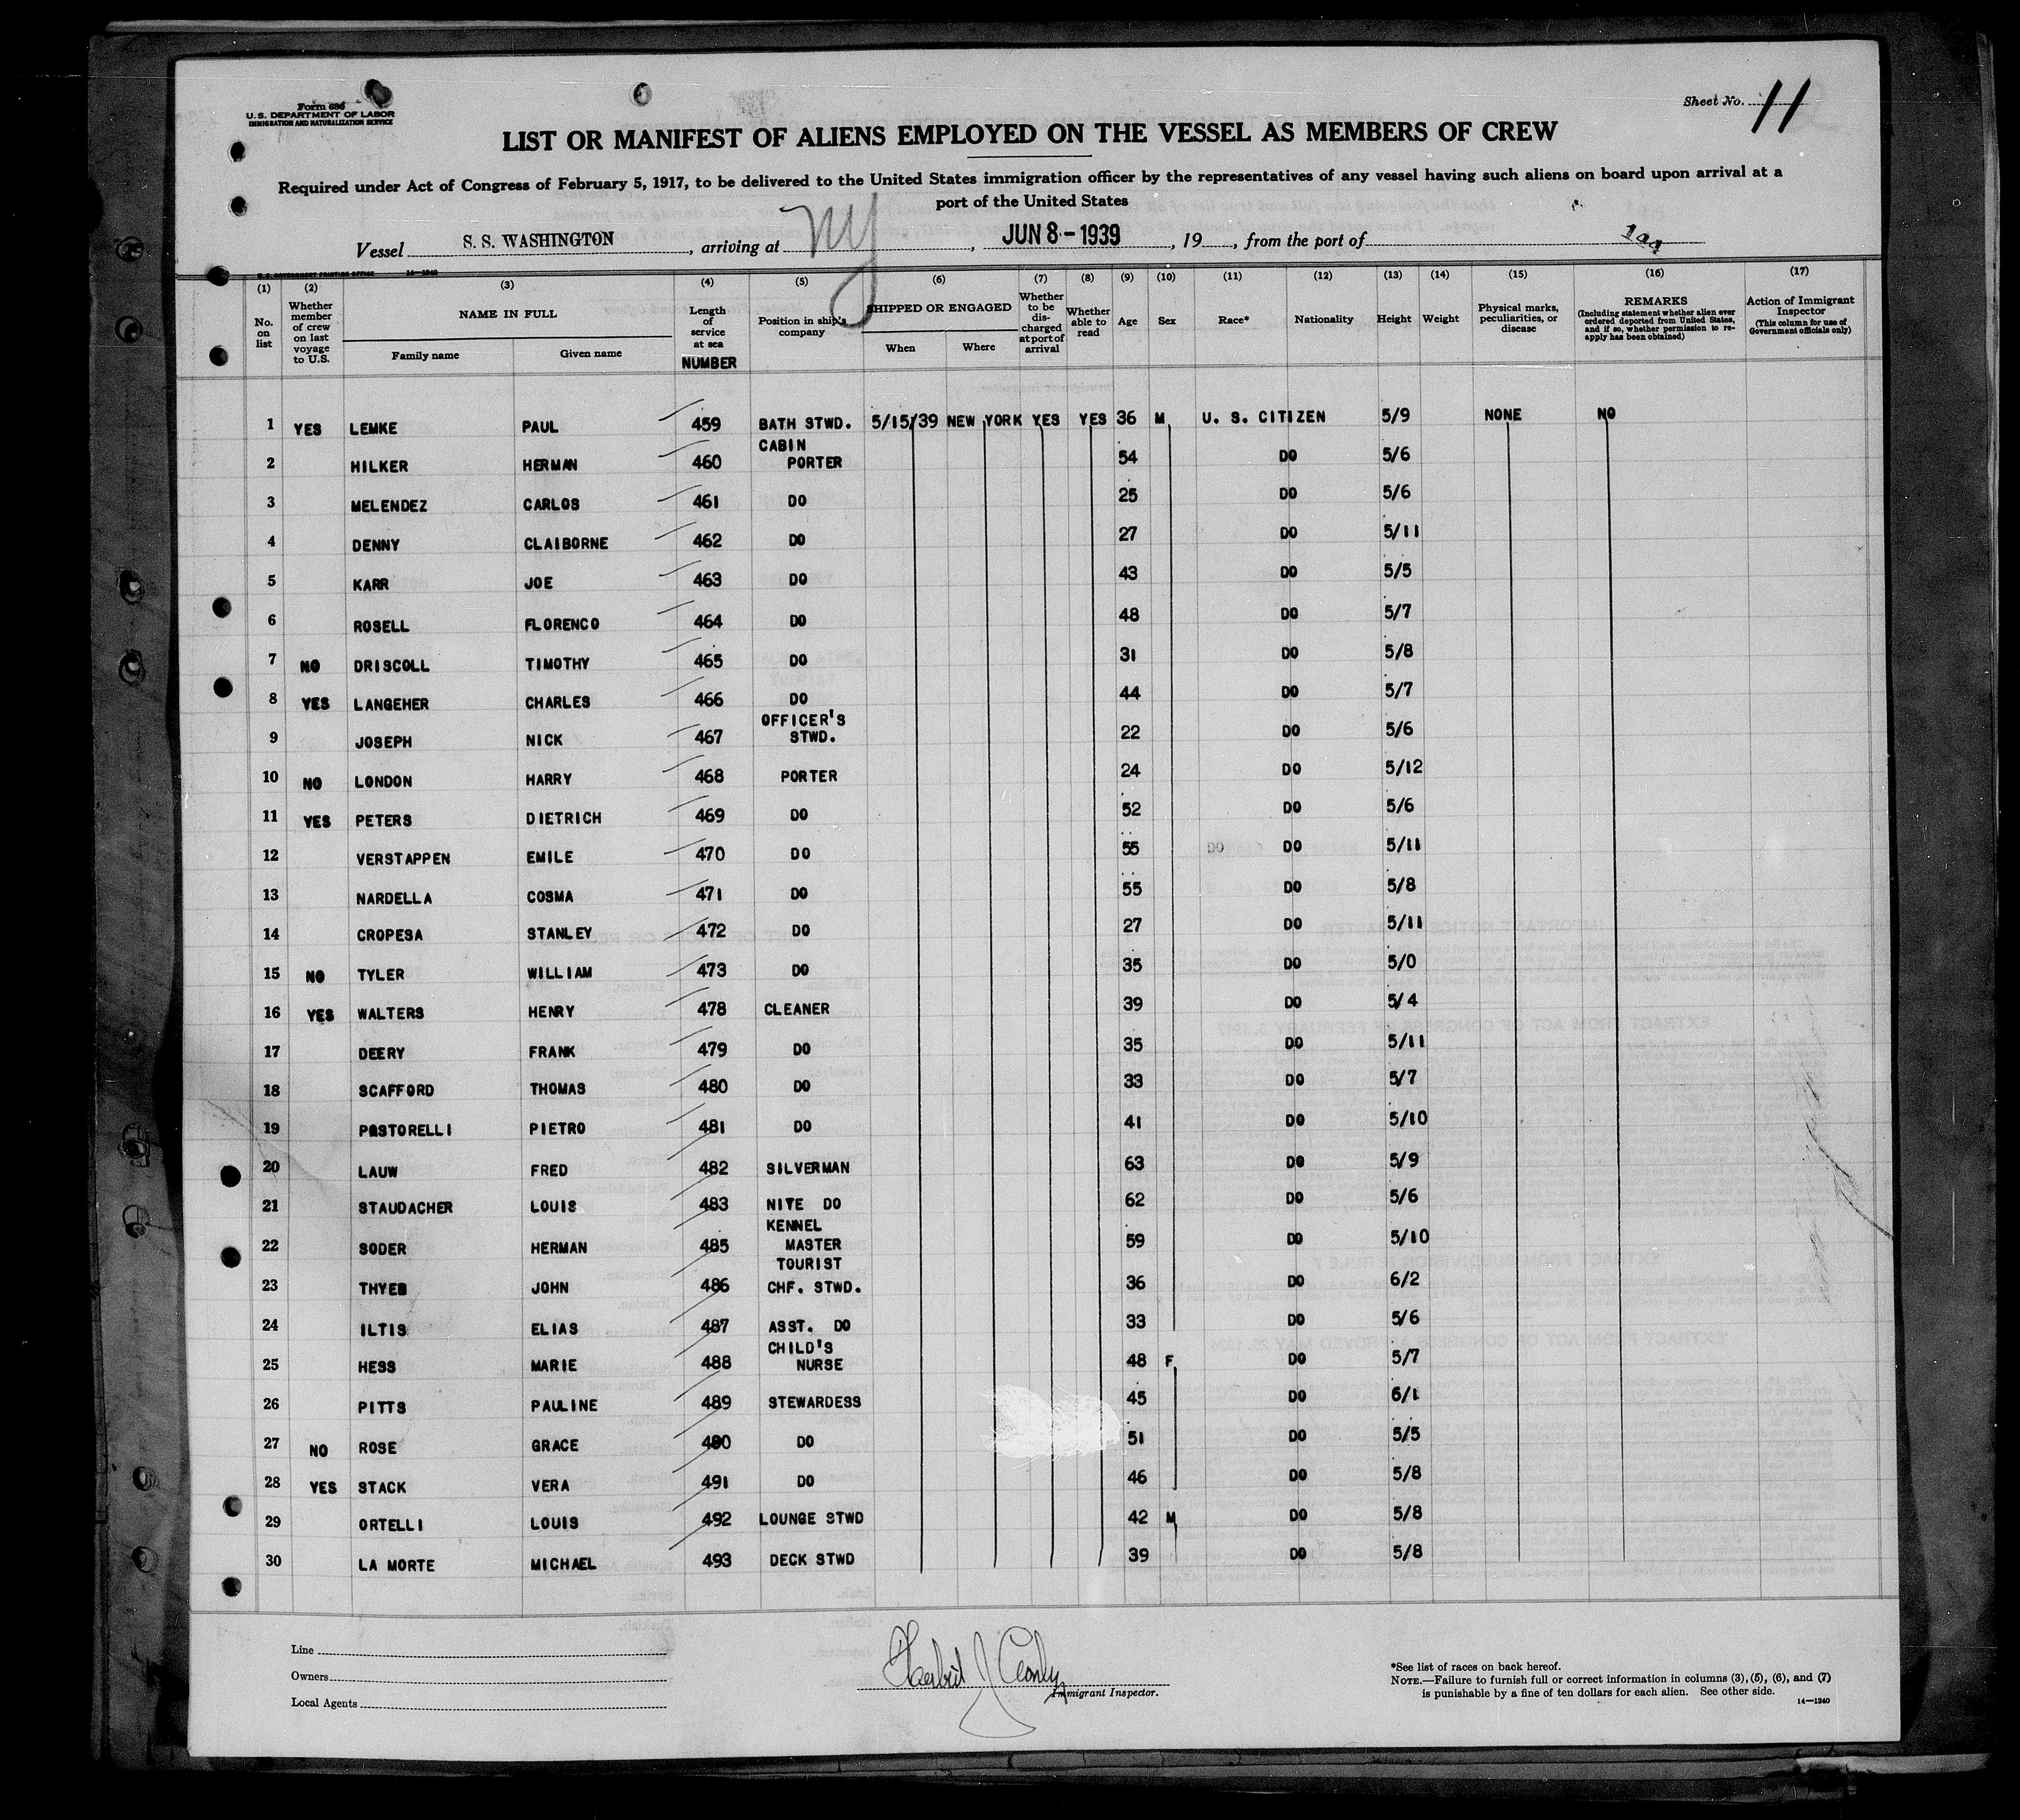 Form 686
U.S. DEPARTMENT OF LABOR
IMMIGRATION AND NATURALIZATION SERVICE
Sheet No. 11
LIST OR MANIFEST OF ALIENS EMPLOYED ON THE VESSEL AS MEMBERS OF CREW
Required under Act of Congress of February 5, 1917, to be delivered to the United States immigration officer by the representatives of any vessel having such aliens on board upon arrival at a
port of the United States
Vessel S. S. WASHINGTON, arriving at NY, JUN 8-1939, 19, from the port of
U.S. GOVERNMENT PRINTING OFFICE 14-1240
(1) (2) (3) (4) (5) (6) (7) (8) (9) (10) (11) (12) (13) (14) (15) (16) (17)
No. on list
Whether member of crew on last voyage to U.S.
NAME IN FULL
Family name Given name
Length of service at sea
NUMBER
Position in ship's company
SHIPPED OR ENGAGED
When Where
Whether to be discharged at port of arrival
Whether able to read
Age Sex Race* Nationality Height Weight
Physical marks, peculiarities, or disease
REMARKS
(Including statement whether alien ever ordered deported from United States, and if so, whether permission to reapply has been obtained)
Action of Immigrant Inspector
(This column for use of Government officials only)
1 YES LEMKE PAUL 459 BATH STWD. 5/15/39 NEW YORK YES YES 36 M U. S. CITIZEN 5/9 NONE NO
2 HILKER HERMAN 460 CABIN PORTER 54 DO 5/6
3 MELENDEZ CARLOS 461 DO 25 DO 5/6
4 DENNY CLAIBORNE 462 DO 27 DO 5/11
5 KARR JOE 463 DO 43 DO 5/5
6 ROSELL FLORENCO 464 DO 48 DO 5/7
7 NO DRISCOLL TIMOTHY 465 DO 31 DO 5/8
8 YES LANGEHER CHARLES 466 DO 44 DO 5/7
9 JOSEPH NICK 467 OFFICER'S STWD. 22 DO 5/6
10 NO LONDON HARRY 468 PORTER 24 DO 5/12
11 YES PETERS DIETRICH 469 DO 52 DO 5/6
12 VERSTAPPEN EMILE 470 DO 55 DO DO 5/11
13 NARDELLA COSMA 471 DO 55 DO 5/8
14 CROPESA STANLEY 472 DO 27 DO 5/11
15 NO TYLER WILLIAM 473 DO 35 DO 5/0
16 YES WALTERS HENRY 478 CLEANER 39 DO 5/4
17 DEERY FRANK 479 DO 35 DO 5/11
18 SCAFFORD THOMAS 480 DO 33 DO 5/7
19 PASTORELLI PIETRO 481 DO 41 DO 5/10
20 LAUW FRED 482 SILVERMAN 63 DO 5/9
21 STAUDACHER LOUIS 483 NITE DO 62 DO 5/6
22 SODER HERMAN 485 KENNEL MASTER 59 DO 5/10
23 JOHN 486 TOURIST CHF. STWD. 36 DO 6/2
24 ILTIS ELIAS 487 ASST. DO 33 DO 5/6
25 HESS MARIE 488 CHILD'S NURSE 48 F DO 5/7
26 PITTS PAULINE 489 STEWARDESS 45 DO 6/1
27 NO ROSE GRACE 490 DO 51 DO 5/5
28 YES STACK VERA 491 DO 46 DO 5/8
29 ORTELLI LOUIS 492 LOUNGE STWD 42 M DO 5/8
30 LA MORTE MICHAEL 493 DECK STWD 39 DO 5/8
Line
Owners
Local Agents
Immigrant Inspector.
*See list of races on back hereof.
NOTE.—Failure to furnish full or correct information in columns (3), (5), (6), and (7)
is punishable by a fine of ten dollars for each alien. See other side.
14—1240